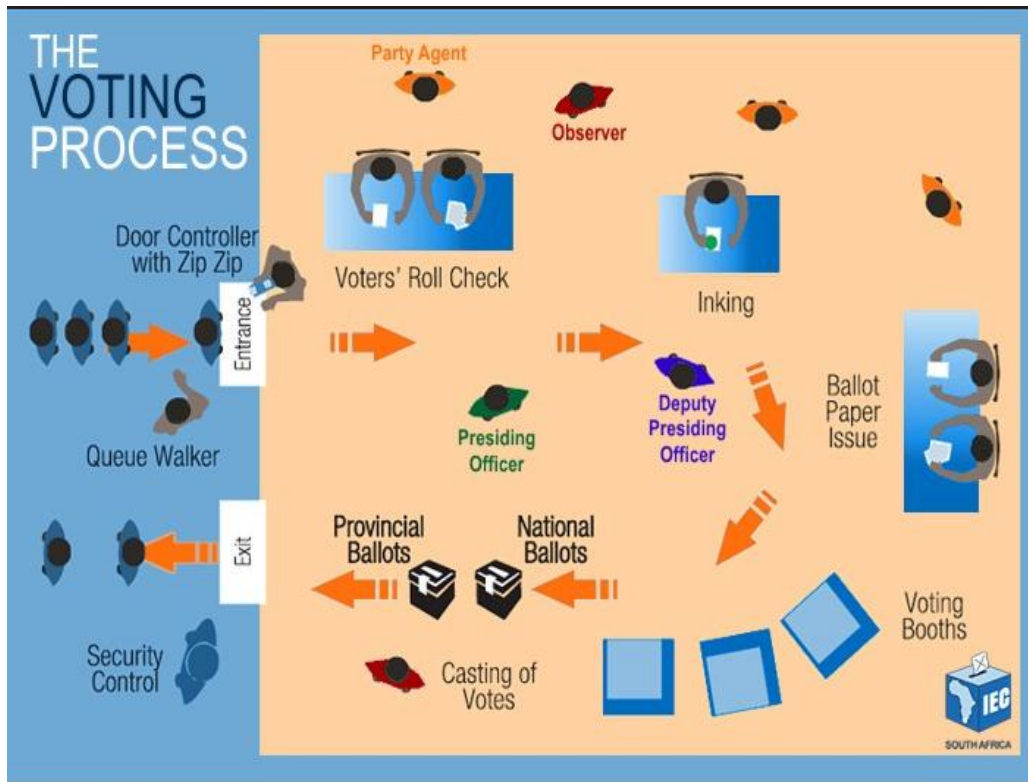 THE
VOTING
PROCESS
Party Agent
Observer
Door Controller
with Zip Zip
Voters' Roll Check
Inking
Entrance
Queue Walker
Presiding
Officer
Deputy
Presiding
Officer
Ballot
Paper
Issue
Exit
Provincial
Ballots
National
Ballots
Security
Control
Casting of
Votes
Voting
Booths
IEC
SOUTH AFRICA